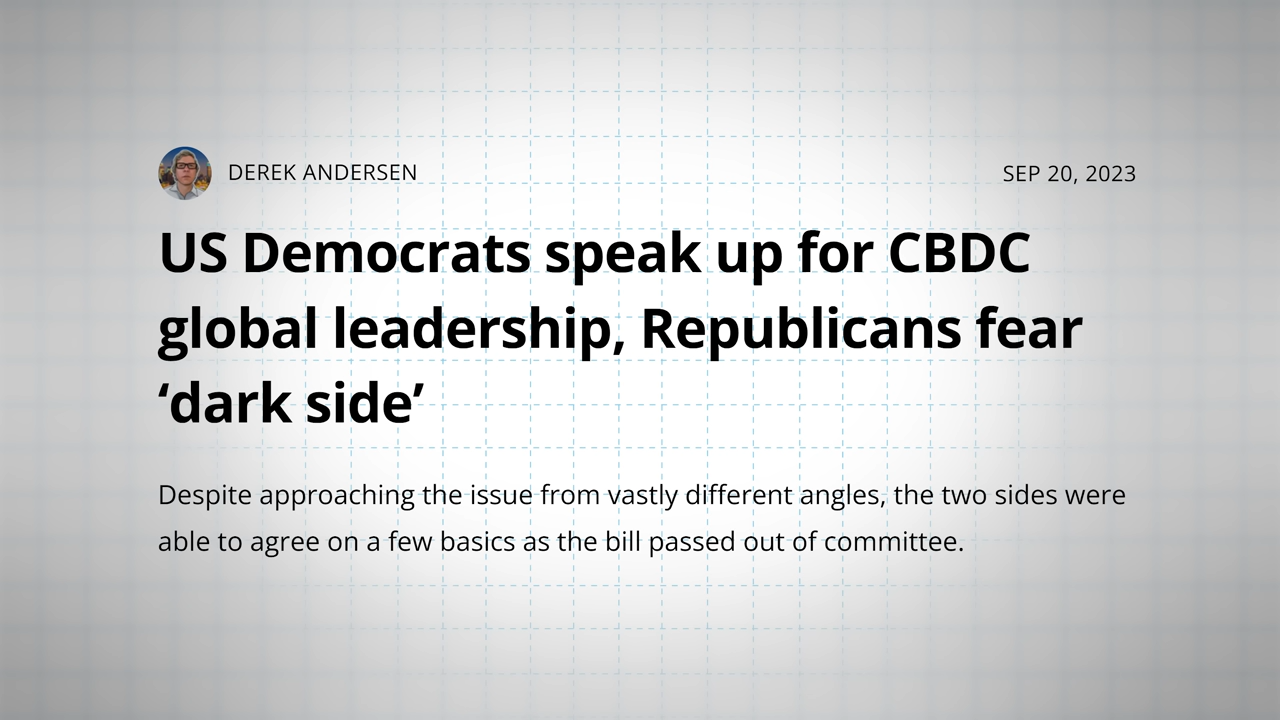 DEREK ANDERSEN
SEP 20, 2023
US Democrats speak up for CBDC
global leadership, Republicans fear
‘dark side’
Despite approaching the issue from vastly different angles, the two sides were
able to agree on a few basics as the bill passed out of committee.